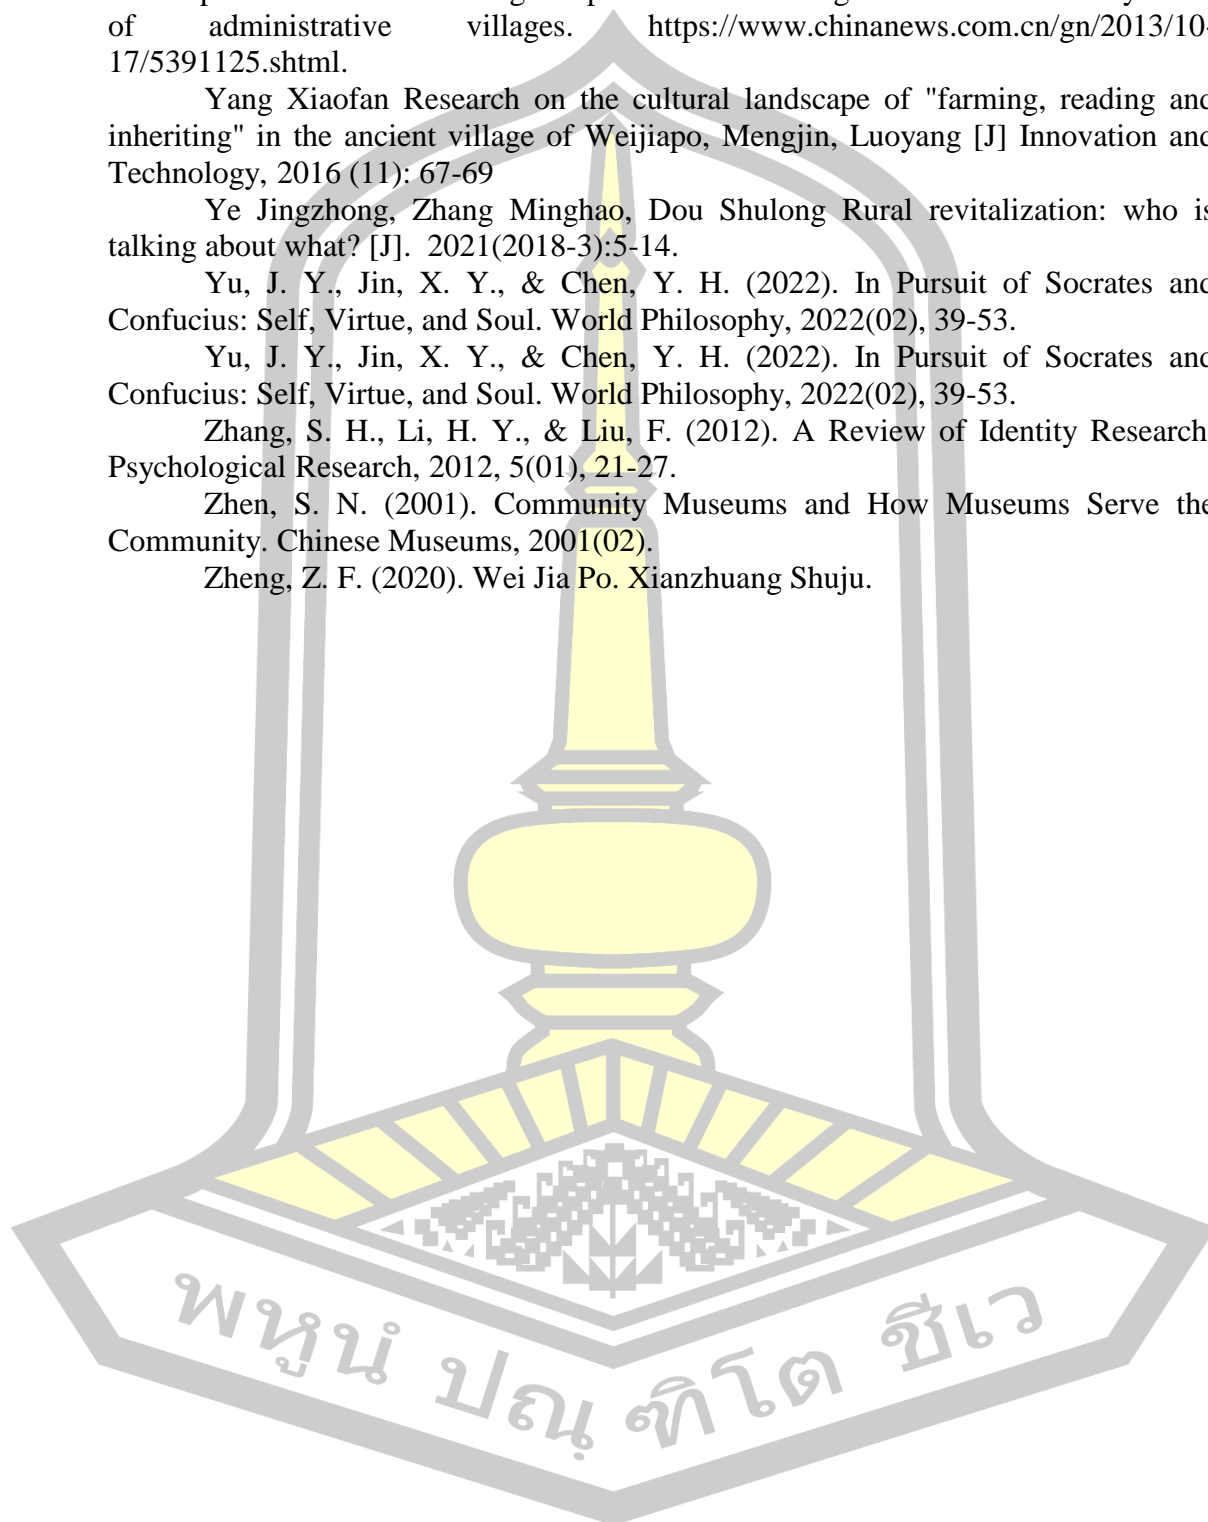 of administrative villages. https://www.chinanews.com.cn/gn/2013/10-
17/5391125.shtml.
Yang Xiaofan Research on the cultural landscape of "farming, reading and
inheriting" in the ancient village of Weijiapo, Mengjin, Luoyang [J] Innovation and
Technology, 2016 (11): 67-69
Ye Jingzhong, Zhang Minghao, Dou Shulong Rural revitalization: who is
talking about what? [J]. 2021(2018-3):5-14.
Yu, J. Y., Jin, X. Y., & Chen, Y. H. (2022). In Pursuit of Socrates and
Confucius: Self, Virtue, and Soul. World Philosophy, 2022(02), 39-53.
Yu, J. Y., Jin, X. Y., & Chen, Y. H. (2022). In Pursuit of Socrates and
Confucius: Self, Virtue, and Soul. World Philosophy, 2022(02), 39-53.
Zhang, S. H., Li, H. Y., & Liu, F. (2012). A Review of Identity Research
Psychological Research, 2012, 5(01), 21-27.
Zhen, S. N. (2001). Community Museums and How Museums Serve the
Community. Chinese Museums, 2001(02).
Zheng, Z. F. (2020). Wei Jia Po. Xianzhuang Shuju.
พหูนํ ปณฺฑิโต ชีเว